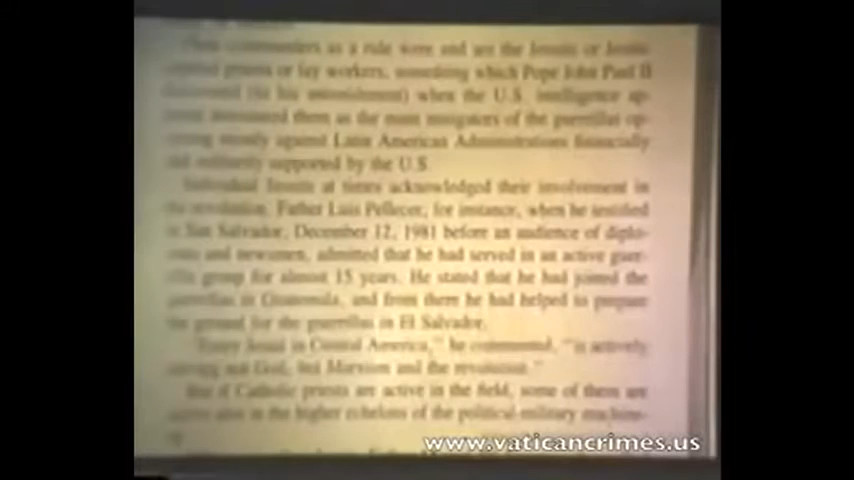 Their commanders as a rule were and are the Jesuits or Jesuit
priests or lay workers, something which Pope John Paul II
discovered (to his astonishment) when the U.S. intelligence ap-
them as the main instigators of the guerrillas op-
erating mostly against Latin American Administrations financially
and militarily supported by the U.S.
Individual Jesuits at times acknowledged their involvement in
the revolution. Father Luis Pellecer, for instance, when he testified
in San Salvador, December 12, 1981 before an audience of diplo-
mats and newsmen, admitted that he had served in an active guer-
rilla group for almost 15 years. He stated that he had joined the
guerrillas in Guatemala, and from there he had helped to prepare
the ground for the guerrillas in El Salvador.
"Every Jesuit in Central America," he commented, "is actively
serving not God, but Marxism and the revolution."
But if Catholic priests are active in the field, some of them are
active also in the higher echelons of the political-military machine-
ry
www.vaticancrimes.us